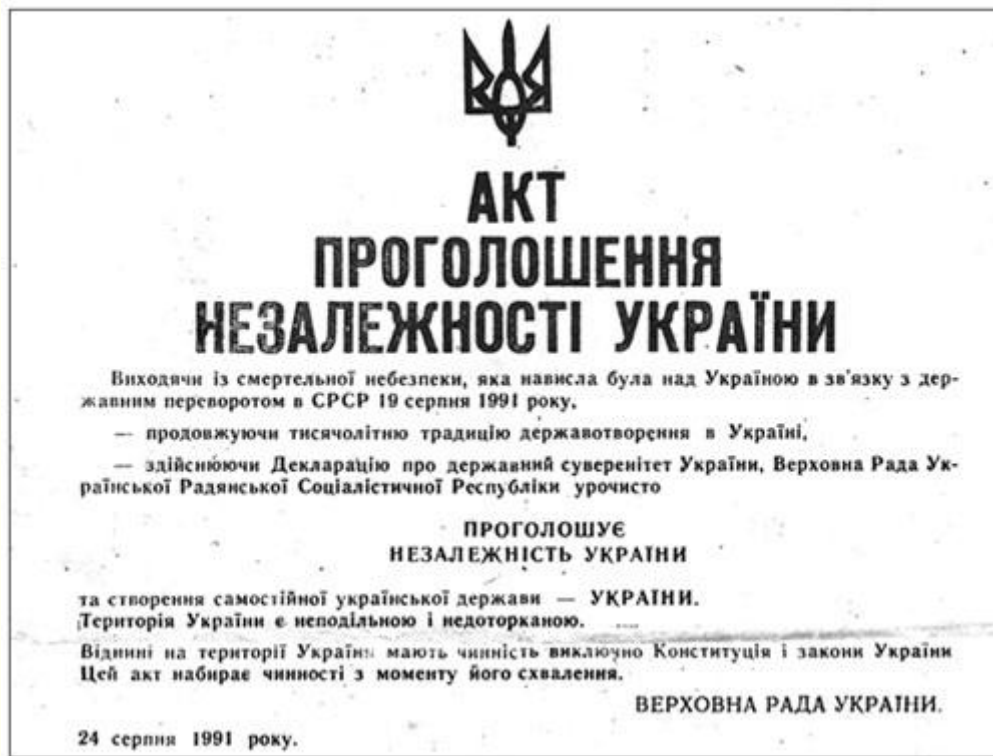 АКТ
ПРОГОЛОШЕННЯ
НЕЗАЛЕЖНОСТІ УКРАЇНИ
Виходячи із смертельної небезпеки, яка нависла була над Україною в зв'язку з дер-
жавним переворотом в СРСР 19 серпня 1991 року,
— продовжуючи тисячолітню традицію державотворення в Україні,
— здійснюючи Декларацію про державний суверенітет України, Верховна Рада Ук-
раїнської Радянської Соціалістичної Республіки урочисто
ПРОГОЛОШУЄ
НЕЗАЛЕЖНІСТЬ УКРАЇНИ
та створення самостійної української держави — УКРАЇНИ.
Територія України є неподільною і недоторканою.
Віднині на території України мають чинність виключно Конституція і закони України
Цей акт набирає чинності з моменту його схвалення.
ВЕРХОВНА РАДА УКРАЇНИ.
24 серпня 1991 року.